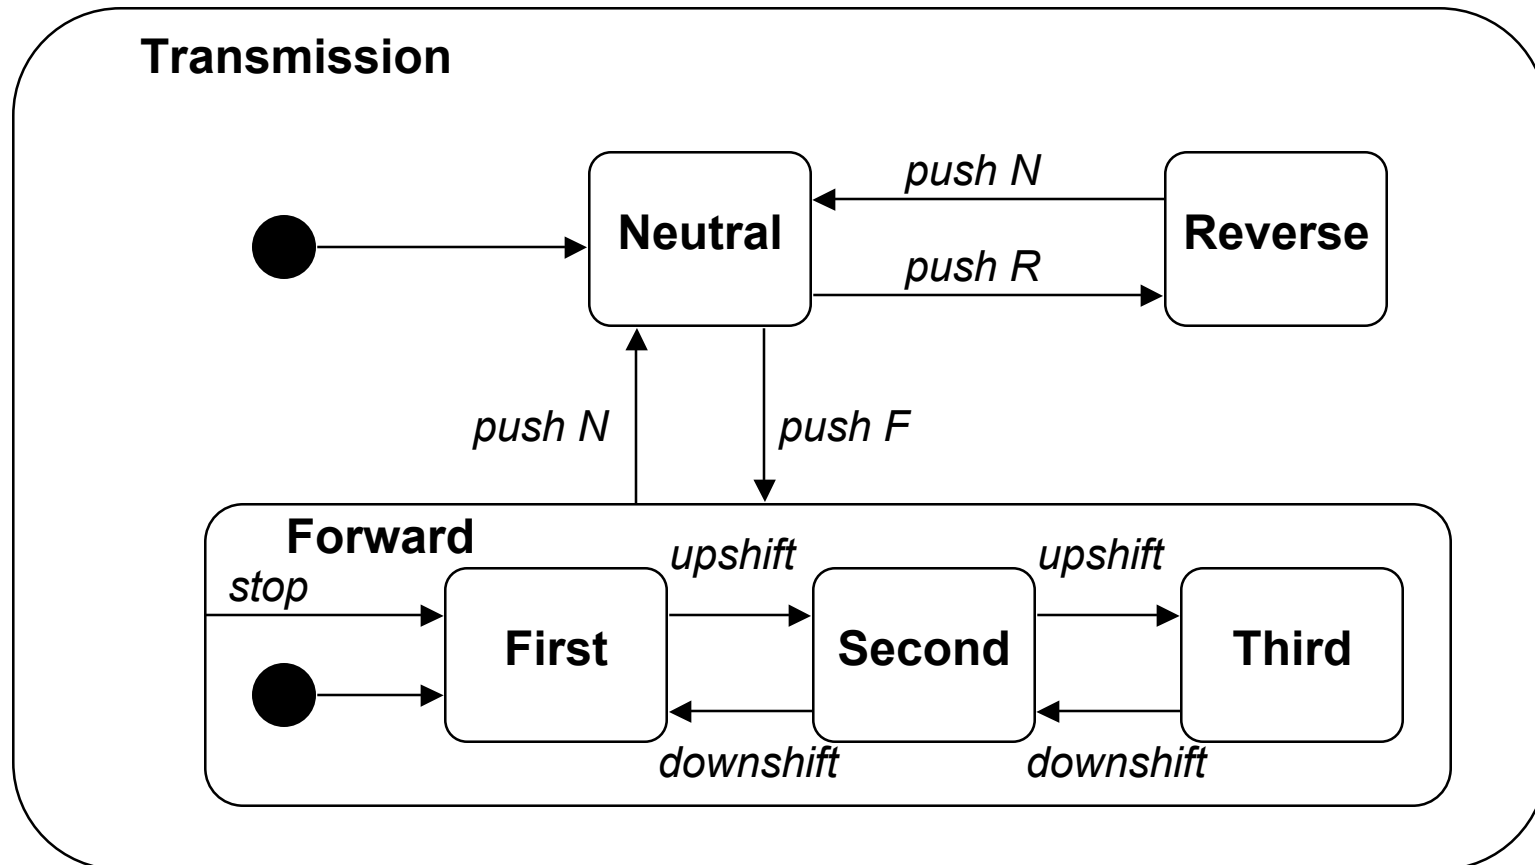 Transmission
push N
Neutral
Reverse
push R
push N
push F
Forward
stop
upshift
upshift
First
Second
Third
downshift
downshift